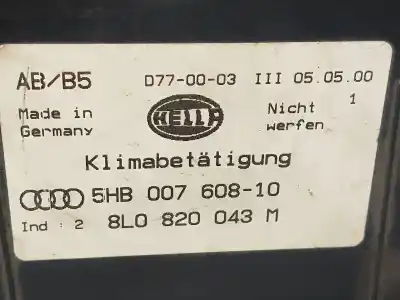 AB/B5 D77-00-03 III 05.05.00
Made in Germany
HELLA
Nicht werfen 1
Klimabetätigung
5HB 007 608-10
Ind : 2 8L0 820 043 M